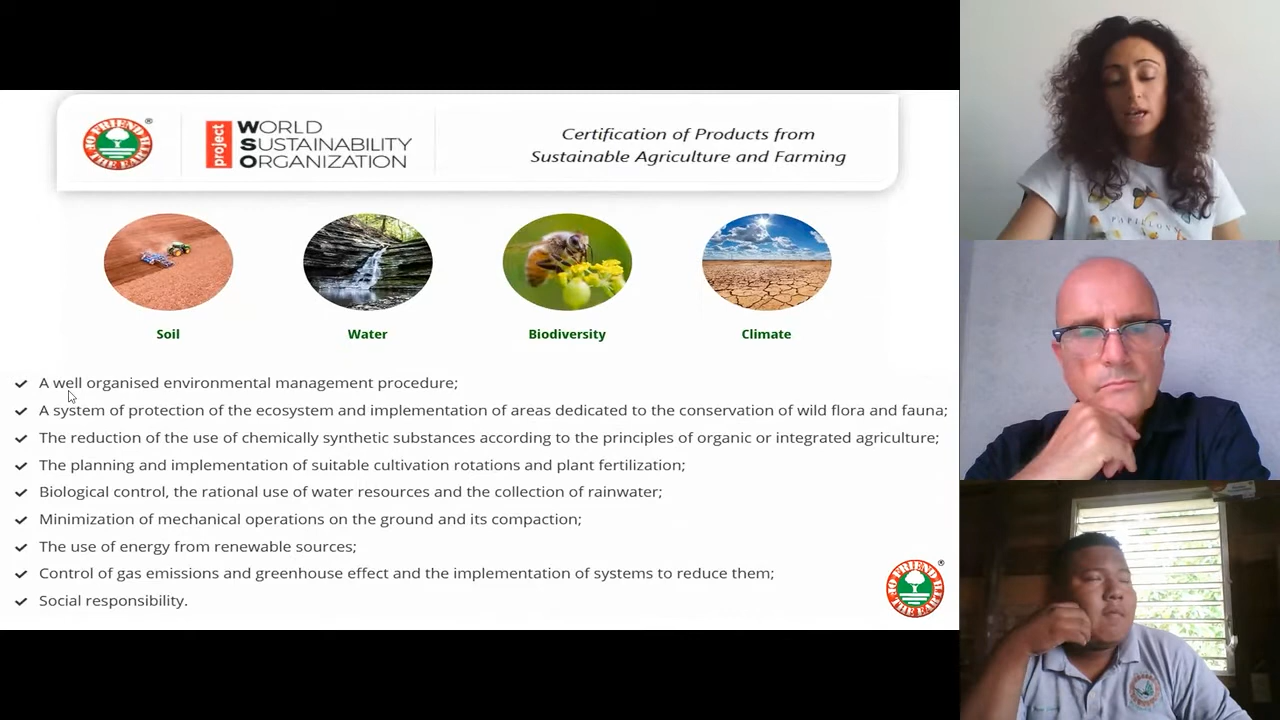 FRIEND OF
THE EARTH
®
project
WORLD
SUSTAINABILITY
ORGANIZATION
Certification of Products from
Sustainable Agriculture and Farming
Soil
Water
Biodiversity
Climate
A well organised environmental management procedure;
A system of protection of the ecosystem and implementation of areas dedicated to the conservation of wild flora and fauna;
The reduction of the use of chemically synthetic substances according to the principles of organic or integrated agriculture;
The planning and implementation of suitable cultivation rotations and plant fertilization;
Biological control, the rational use of water resources and the collection of rainwater;
Minimization of mechanical operations on the ground and its compaction;
The use of energy from renewable sources;
Control of gas emissions and greenhouse effect and the implementation of systems to reduce them;
Social responsibility.
FRIEND OF
THE EARTH
®
PAPILLONS